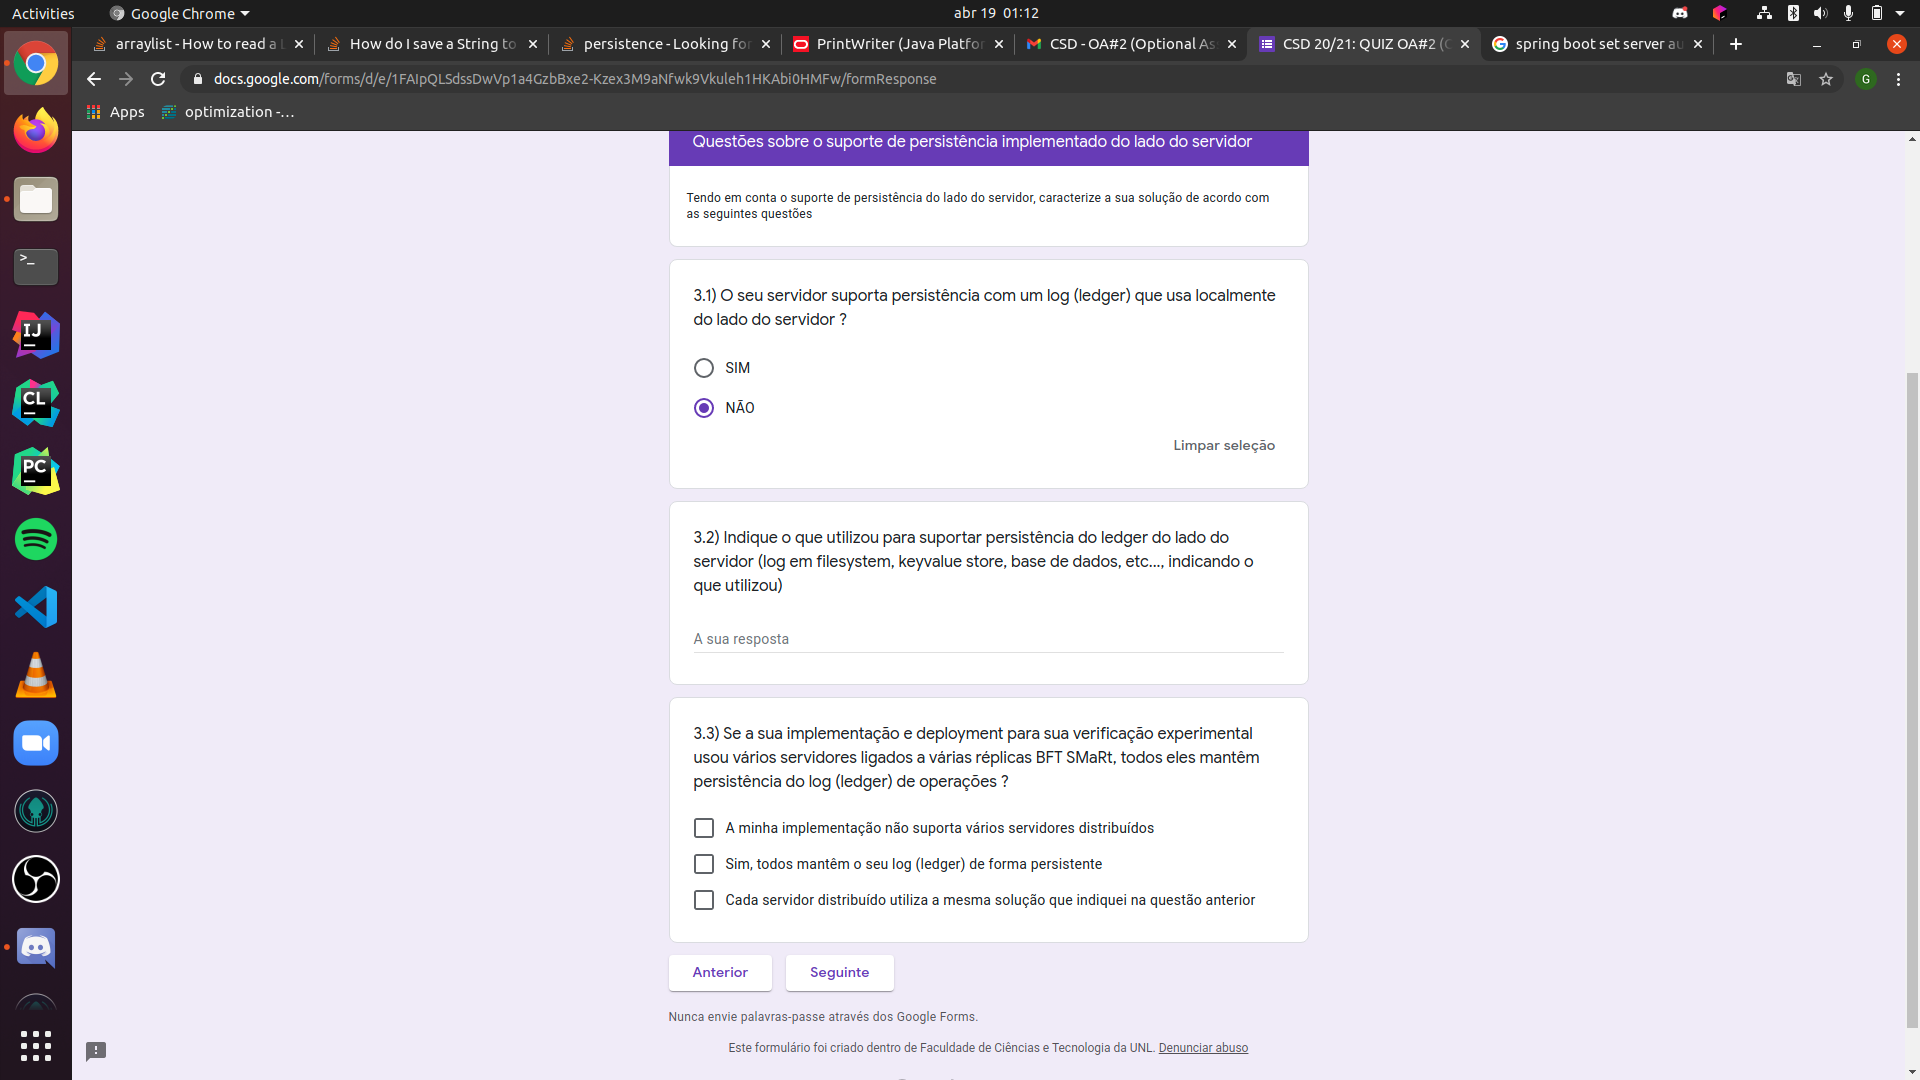 Activities
Google Chrome
abr 19 01:12
arraylist - How to read a
How do I save a String to
persistence - Looking for
PrintWriter (Java Platfor
CSD - OA#2 (Optional As
CSD 20/21: QUIZ OA#2 (
spring boot set server au
docs.google.com/forms/d/e/1FAIpQLSdssDwVp1a4GzbBxe2-Kzex3M9aNfwk9Vkuleh1HKAbi0HMFw/formResponse
G
Apps
optimization -...
Questões sobre o suporte de persistência implementado do lado do servidor
Tendo em conta o suporte de persistência do lado do servidor, caracterize a sua solução de acordo com
as seguintes questões
3.1) O seu servidor suporta persistência com um log (ledger) que usa localmente
do lado do servidor ?
SIM
NÃO
Limpar seleção
3.2) Indique o que utilizou para suportar persistência do ledger do lado do
servidor (log em filesystem, keyvalue store, base de dados, etc..., indicando o
que utilizou)
A sua resposta
3.3) Se a sua implementação e deployment para sua verificação experimental
usou vários servidores ligados a várias réplicas BFT SMaRt, todos eles mantêm
persistência do log (ledger) de operações ?
A minha implementação não suporta vários servidores distribuídos
Sim, todos mantêm o seu log (ledger) de forma persistente
Cada servidor distribuído utiliza a mesma solução que indiquei na questão anterior
Anterior
Seguinte
Nunca envie palavras-passe através dos Google Forms.
Este formulário foi criado dentro de Faculdade de Ciências e Tecnologia da UNL. Denunciar abuso
IJ
CL
PC